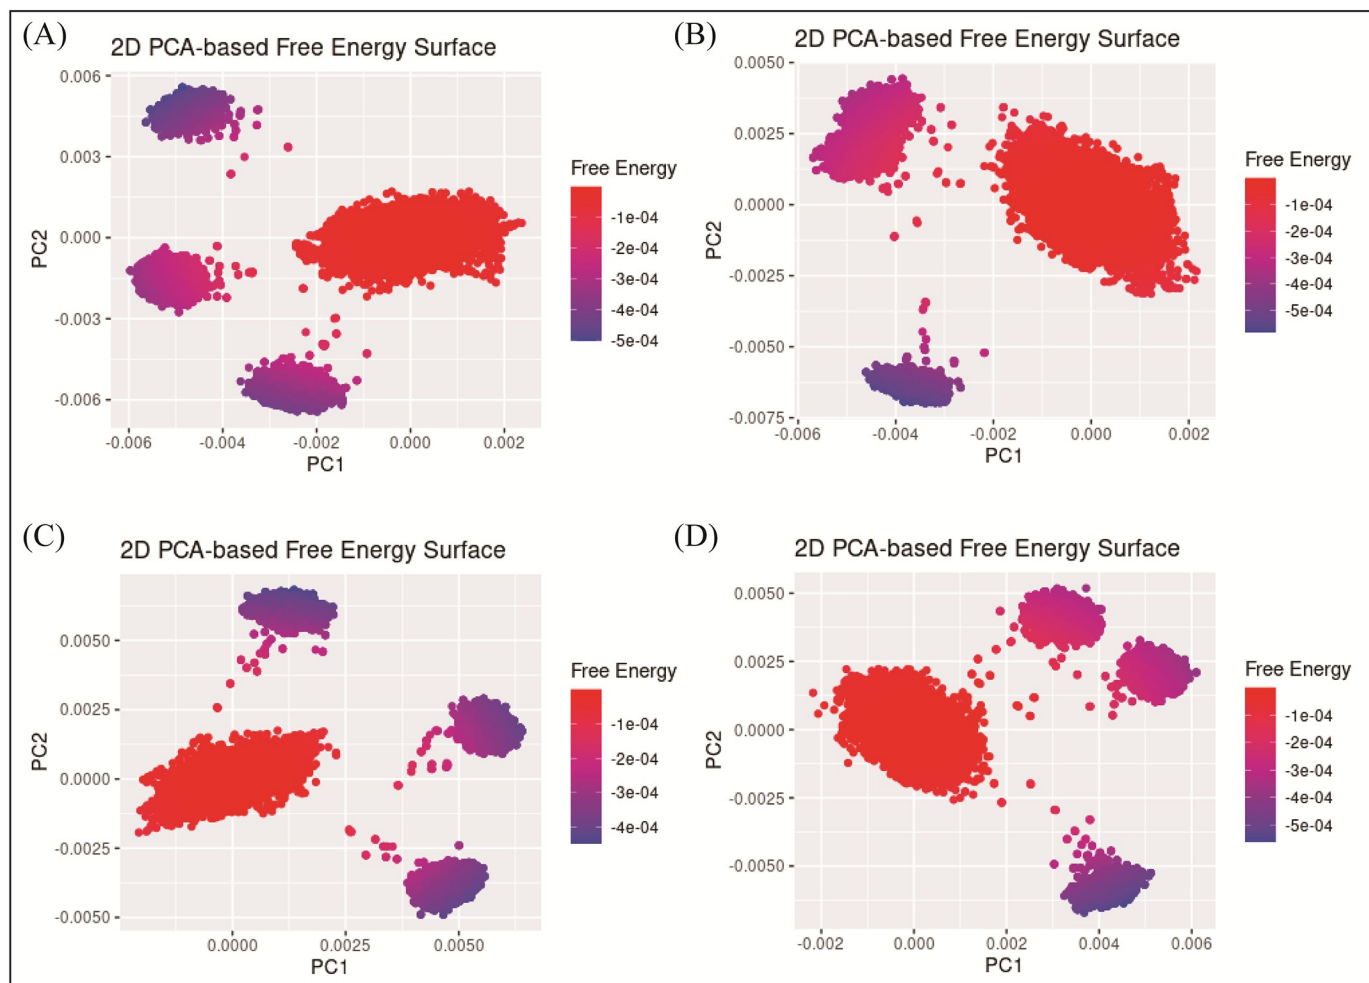 (A)
2D PCA-based Free Energy Surface
0.006
0.003
0.000
-0.003
-0.006
PC2
-0.006 -0.004 -0.002 0.000 0.002
PC1
Free Energy
-1e-04
-2e-04
-3e-04
-4e-04
-5e-04
(B)
2D PCA-based Free Energy Surface
0.0050
0.0025
0.0000
-0.0025
-0.0050
-0.0075
PC2
-0.006 -0.004 -0.002 0.000 0.002
PC1
Free Energy
-1e-04
-2e-04
-3e-04
-4e-04
-5e-04
(C)
2D PCA-based Free Energy Surface
0.0050
0.0025
0.0000
-0.0025
-0.0050
PC2
0.0000 0.0025 0.0050
PC1
Free Energy
-1e-04
-2e-04
-3e-04
-4e-04
(D)
2D PCA-based Free Energy Surface
0.0050
0.0025
0.0000
-0.0025
-0.0050
PC2
-0.002 0.000 0.002 0.004 0.006
PC1
Free Energy
-1e-04
-2e-04
-3e-04
-4e-04
-5e-04